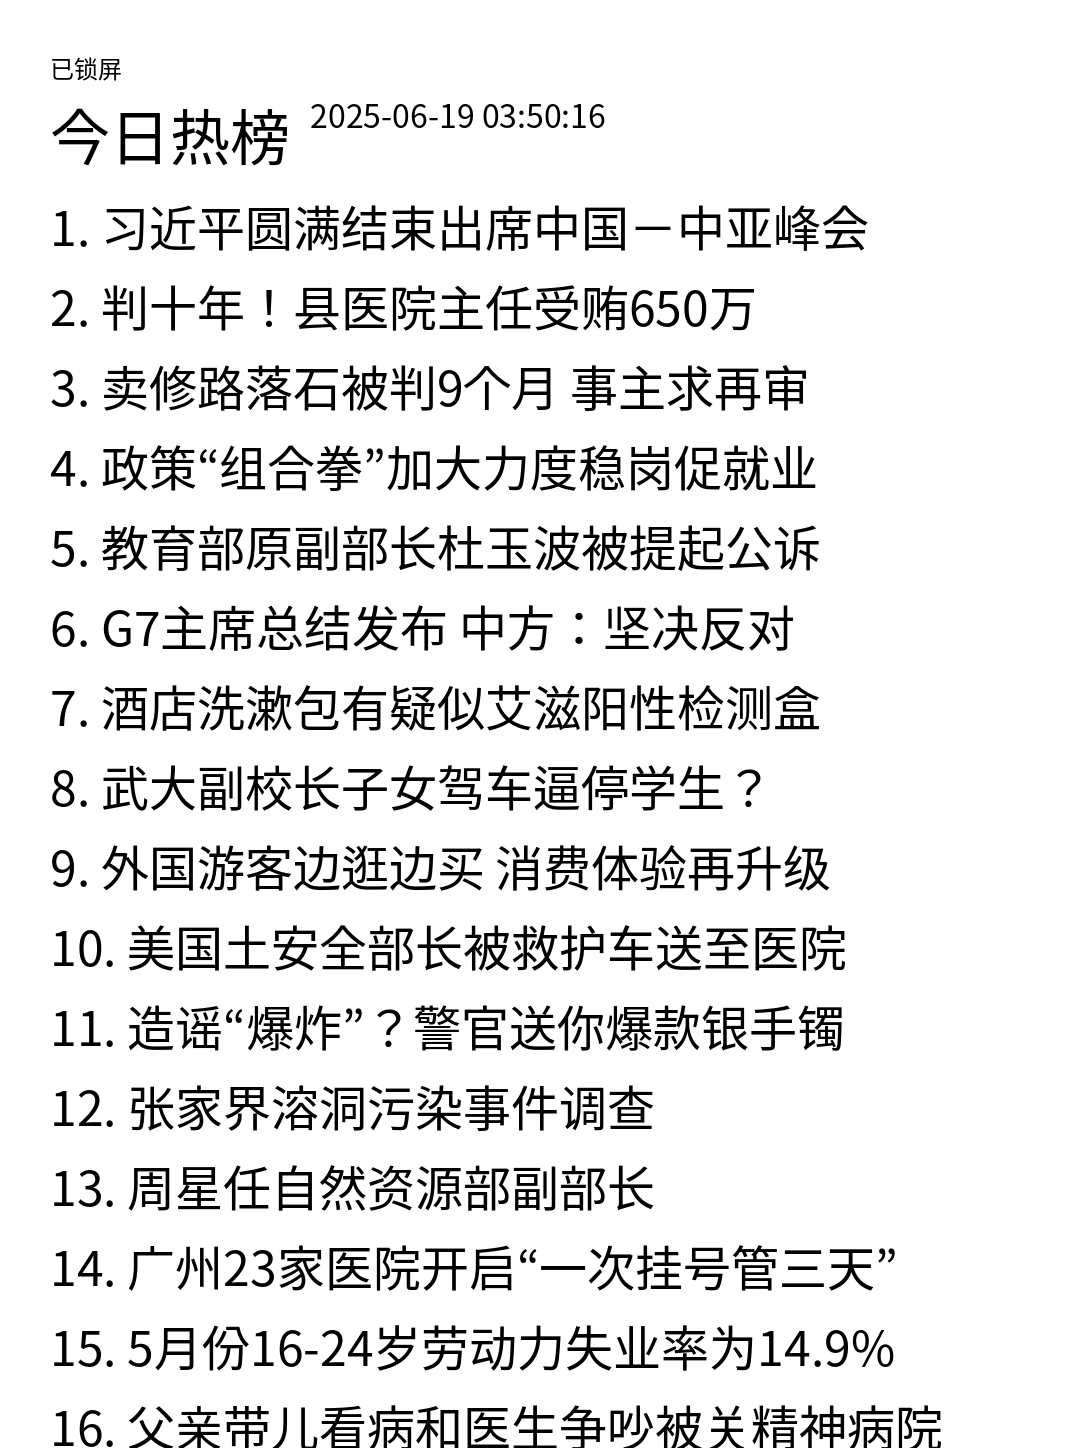 已锁屏
今日热榜 2025-06-19 03:50:16
1. 习近平圆满结束出席中国－中亚峰会
2. 判十年！县医院主任受贿650万
3. 卖修路落石被判9个月 事主求再审
4. 政策“组合拳”加大力度稳岗促就业
5. 教育部原副部长杜玉波被提起公诉
6. G7主席总结发布 中方：坚决反对
7. 酒店洗漱包有疑似艾滋阳性检测盒
8. 武大副校长子女驾车逼停学生？
9. 外国游客边逛边买 消费体验再升级
10. 美国土安全部长被救护车送至医院
11. 造谣“爆炸”？警官送你爆款银手镯
12. 张家界溶洞污染事件调查
13. 周星任自然资源部副部长
14. 广州23家医院开启“一次挂号管三天”
15. 5月份16-24岁劳动力失业率为14.9%
16. 父亲带儿看病和医生争吵被关精神病院